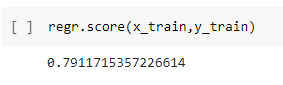 [ ] regr.score(x_train,y_train)
0.7911715357226614